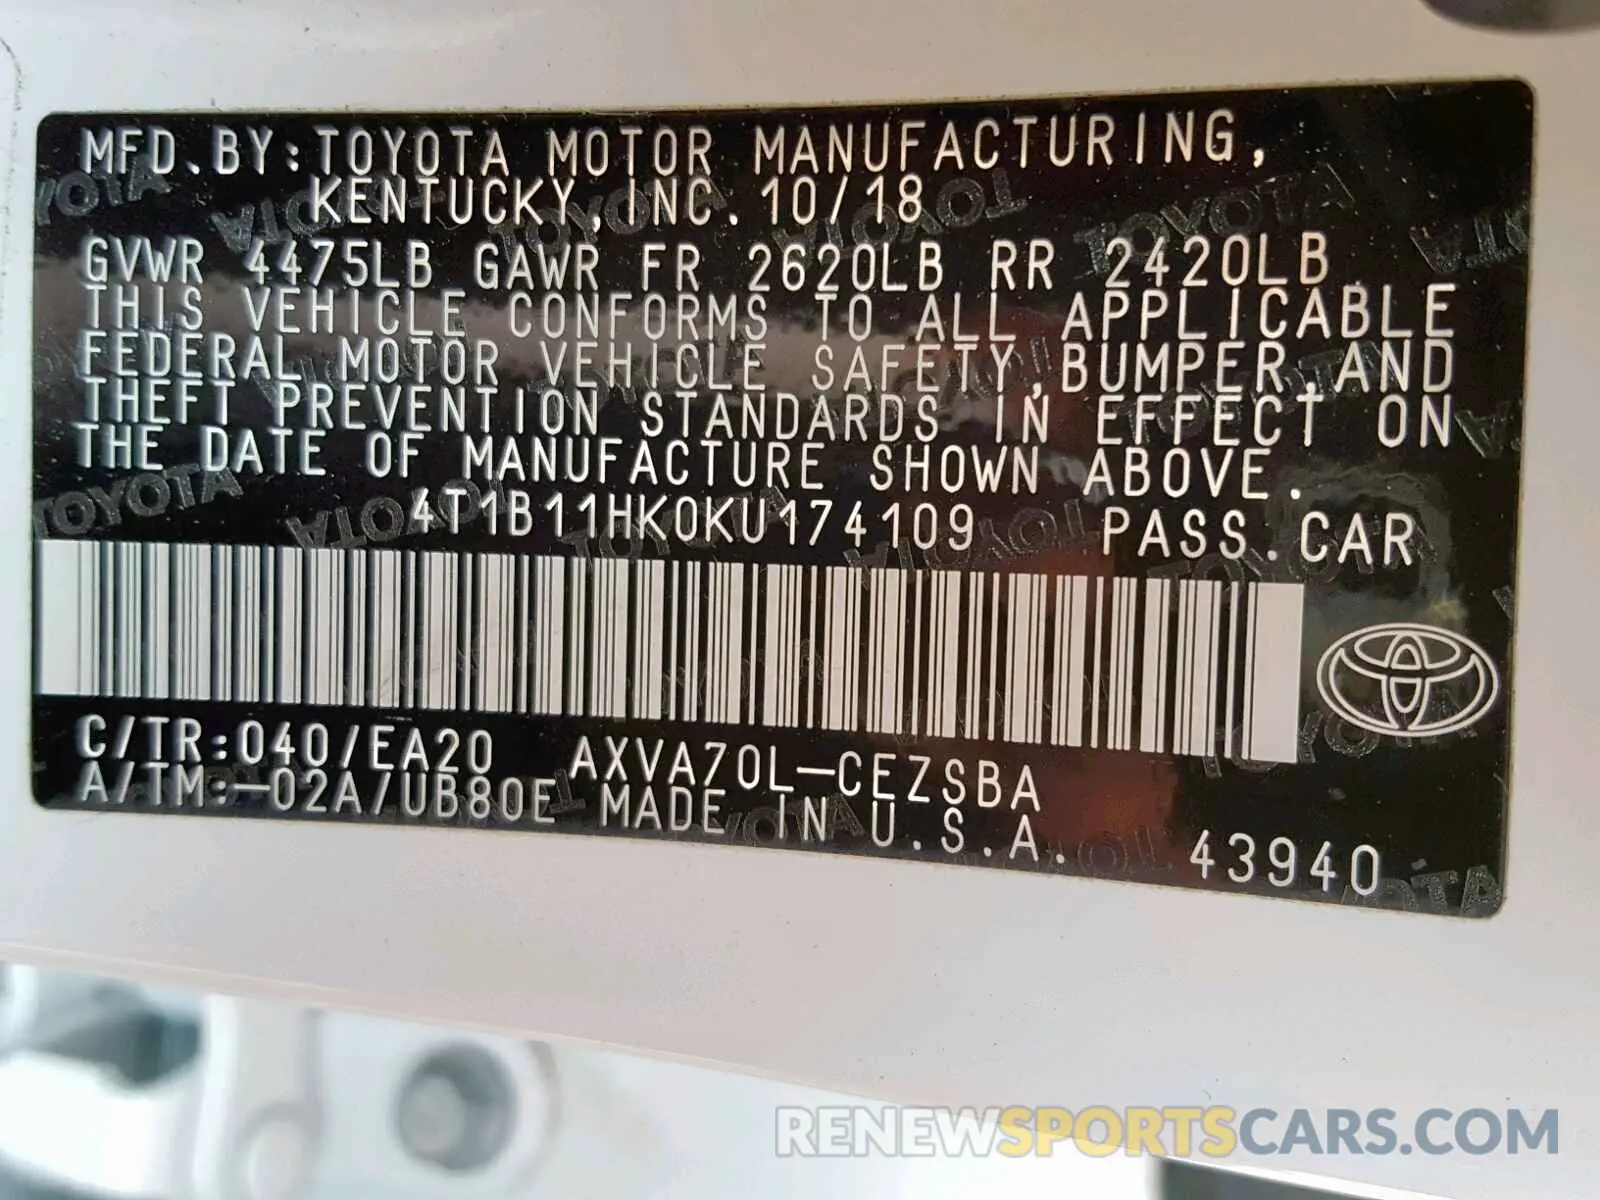 MFD.BY:TOYOTA MOTOR MANUFACTURING,
KENTUCKY,INC. 10/18
GVWR 4475LB GAWR FR 2620LB RR 2420LB
THIS VEHICLE CONFORMS TO ALL APPLICABLE
FEDERAL MOTOR VEHICLE SAFETY,BUMPER,AND
THEFT PREVENTION STANDARDS IN EFFECT ON
THE DATE OF MANUFACTURE SHOWN ABOVE.
4T1B11HK0KU174109 PASS.CAR
C/TR:040/EA20 AXVA70L-CEZSBA
A/TM:-02A/UB80E MADE IN U.S.A. 43940
RENEWSPORTSCARS.COM